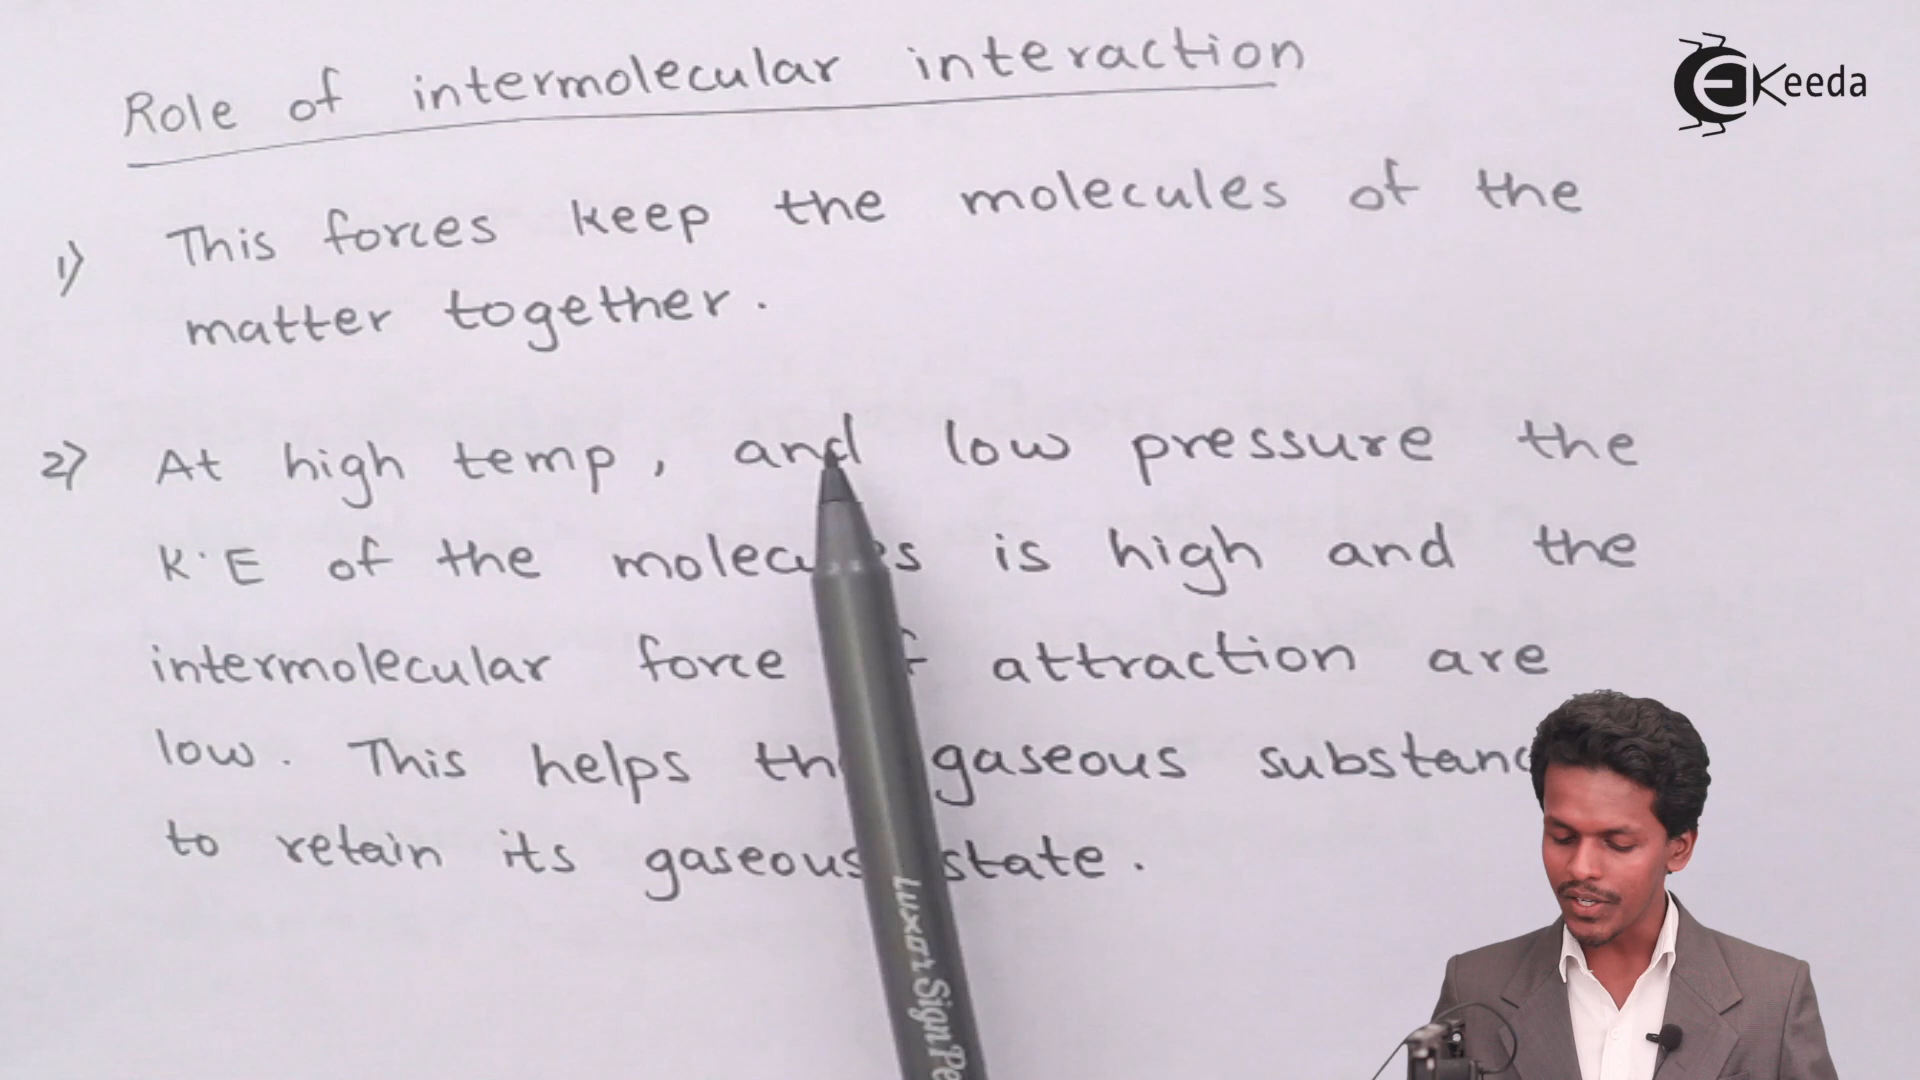 Role of intermolecular interaction
Keeda
1) This forces keep the molecules of the
matter together.
2) At high temp, and low pressure the
K.E of the is high and the
intermolecular force attraction are
low. This helps gaseous
to retain its gaseous state.
Luxor SignPe